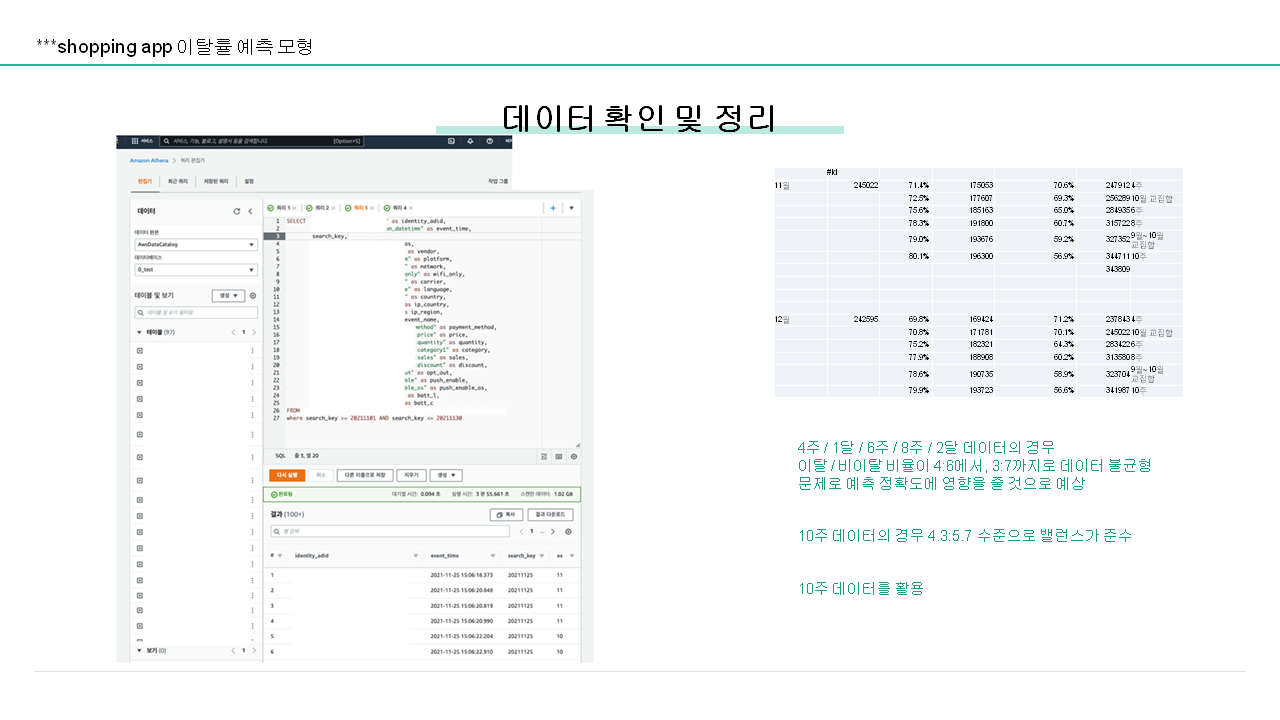 ***shopping app 이탈률 예측 모형
데이터 확인 및 정리
서비스
서비스, 기능, 블로그, 설명서 등을 검색합니다.
[Option+S]
Amazon Athena > 쿼리 편집기
편집기
최근 쿼리
저장된 쿼리
설정
작업 그룹
데이터
데이터 원본
AwsDataCatalog
데이터베이스
0_test
테이블 및 보기
생성
테이블 및 보기 필터링
테이블 (97)
< 1 >
보기 (0)
< 1 >
쿼리 1
쿼리 2
쿼리 3
쿼리 4
1 SELECT " as identity_adid,
2 on_datetime" as event_time,
3 search_key,
4 os,
5 as vendor,
6 e" as platform,
7 " as network,
8 only" as wifi_only,
9 " as carrier,
10 e" as language,
11 " as country,
12 as ip_country,
13 s ip_region,
14 event_name,
15 method" as payment_method,
16 price" as price,
17 quantity" as quantity,
18 category1" as category,
19 sales" as sales,
20 discount" as discount,
21 ut" as opt_out,
22 ble" as push_enable,
23 ble_os" as push_enable_os,
24 as batt_l,
25 as batt_c
26 FROM
27 where search_key >= 20211101 AND search_key <= 20211130
SQL 줄 3, 열 20
다시 실행
취소
다른 이름으로 저장
지우기
생성
완료됨
대기열 시간: 0.094 초
실행 시간: 3 분 55.661 초
스캔한 데이터: 1.02 GB
결과 (100+)
복사
결과 다운로드
행 검색
< 1 ... >
# identity_adid event_time search_key os
1 2021-11-25 15:06:18.373 20211125 11
2 2021-11-25 15:06:20.848 20211125 11
3 2021-11-25 15:06:20.819 20211125 11
4 2021-11-25 15:06:20.990 20211125 11
5 2021-11-25 15:06:22.204 20211125 10
6 2021-11-25 15:06:22.910 20211125 10
#id
11월 245022 71.4% 175053 70.6% 247912 4주
72.5% 177607 69.3% 256289 10월 교집합
75.6% 185163 65.0% 284935 6주
78.3% 191800 60.7% 315722 8주
79.0% 193676 59.2% 327352 9월~10월 교집합
80.1% 196300 56.9% 344711 10주
343809
12월 242595 69.8% 169424 71.2% 237843 4주
70.8% 171781 70.1% 245022 10월 교집합
75.2% 182321 64.3% 283422 6주
77.9% 188908 60.2% 313830 8주
78.6% 190735 58.9% 323704 9월~10월 교집합
79.9% 193723 56.6% 341987 10주
4주 / 1달 / 6주 / 8주 / 2달 데이터의 경우
이탈 / 비이탈 비율이 4:6에서, 3:7까지로 데이터 불균형
문제로 예측 정확도에 영향을 줄 것으로 예상
10주 데이터의 경우 4.3:5.7 수준으로 밸런스가 준수
10주 데이터를 활용